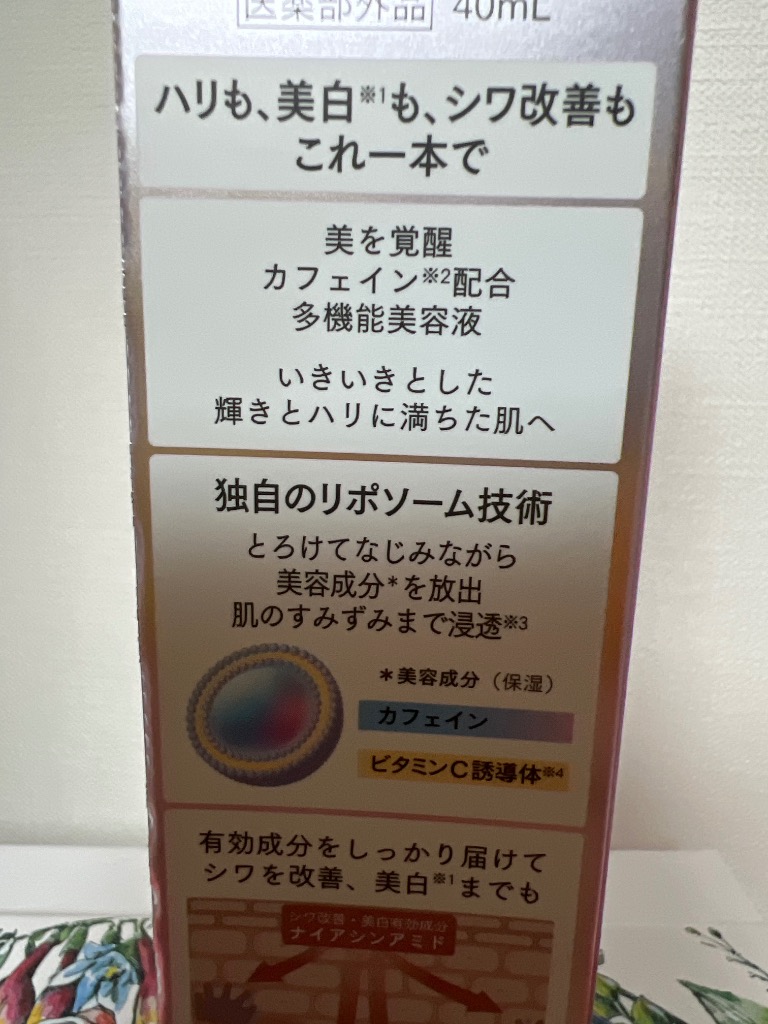 医薬部外品 40mL
ハリも、美白※1も、シワ改善も
これ一本で
美を覚醒
カフェイン※2配合
多機能美容液
いきいきとした
輝きとハリに満ちた肌へ
独自のリポソーム技術
とろけてなじみながら
美容成分*を放出
肌のすみずみまで浸透※3
*美容成分（保湿）
カフェイン
ビタミンC誘導体※4
有効成分をしっかり届けて
シワを改善、美白※1までも
シワ改善・美白有効成分
ナイアシンアミド